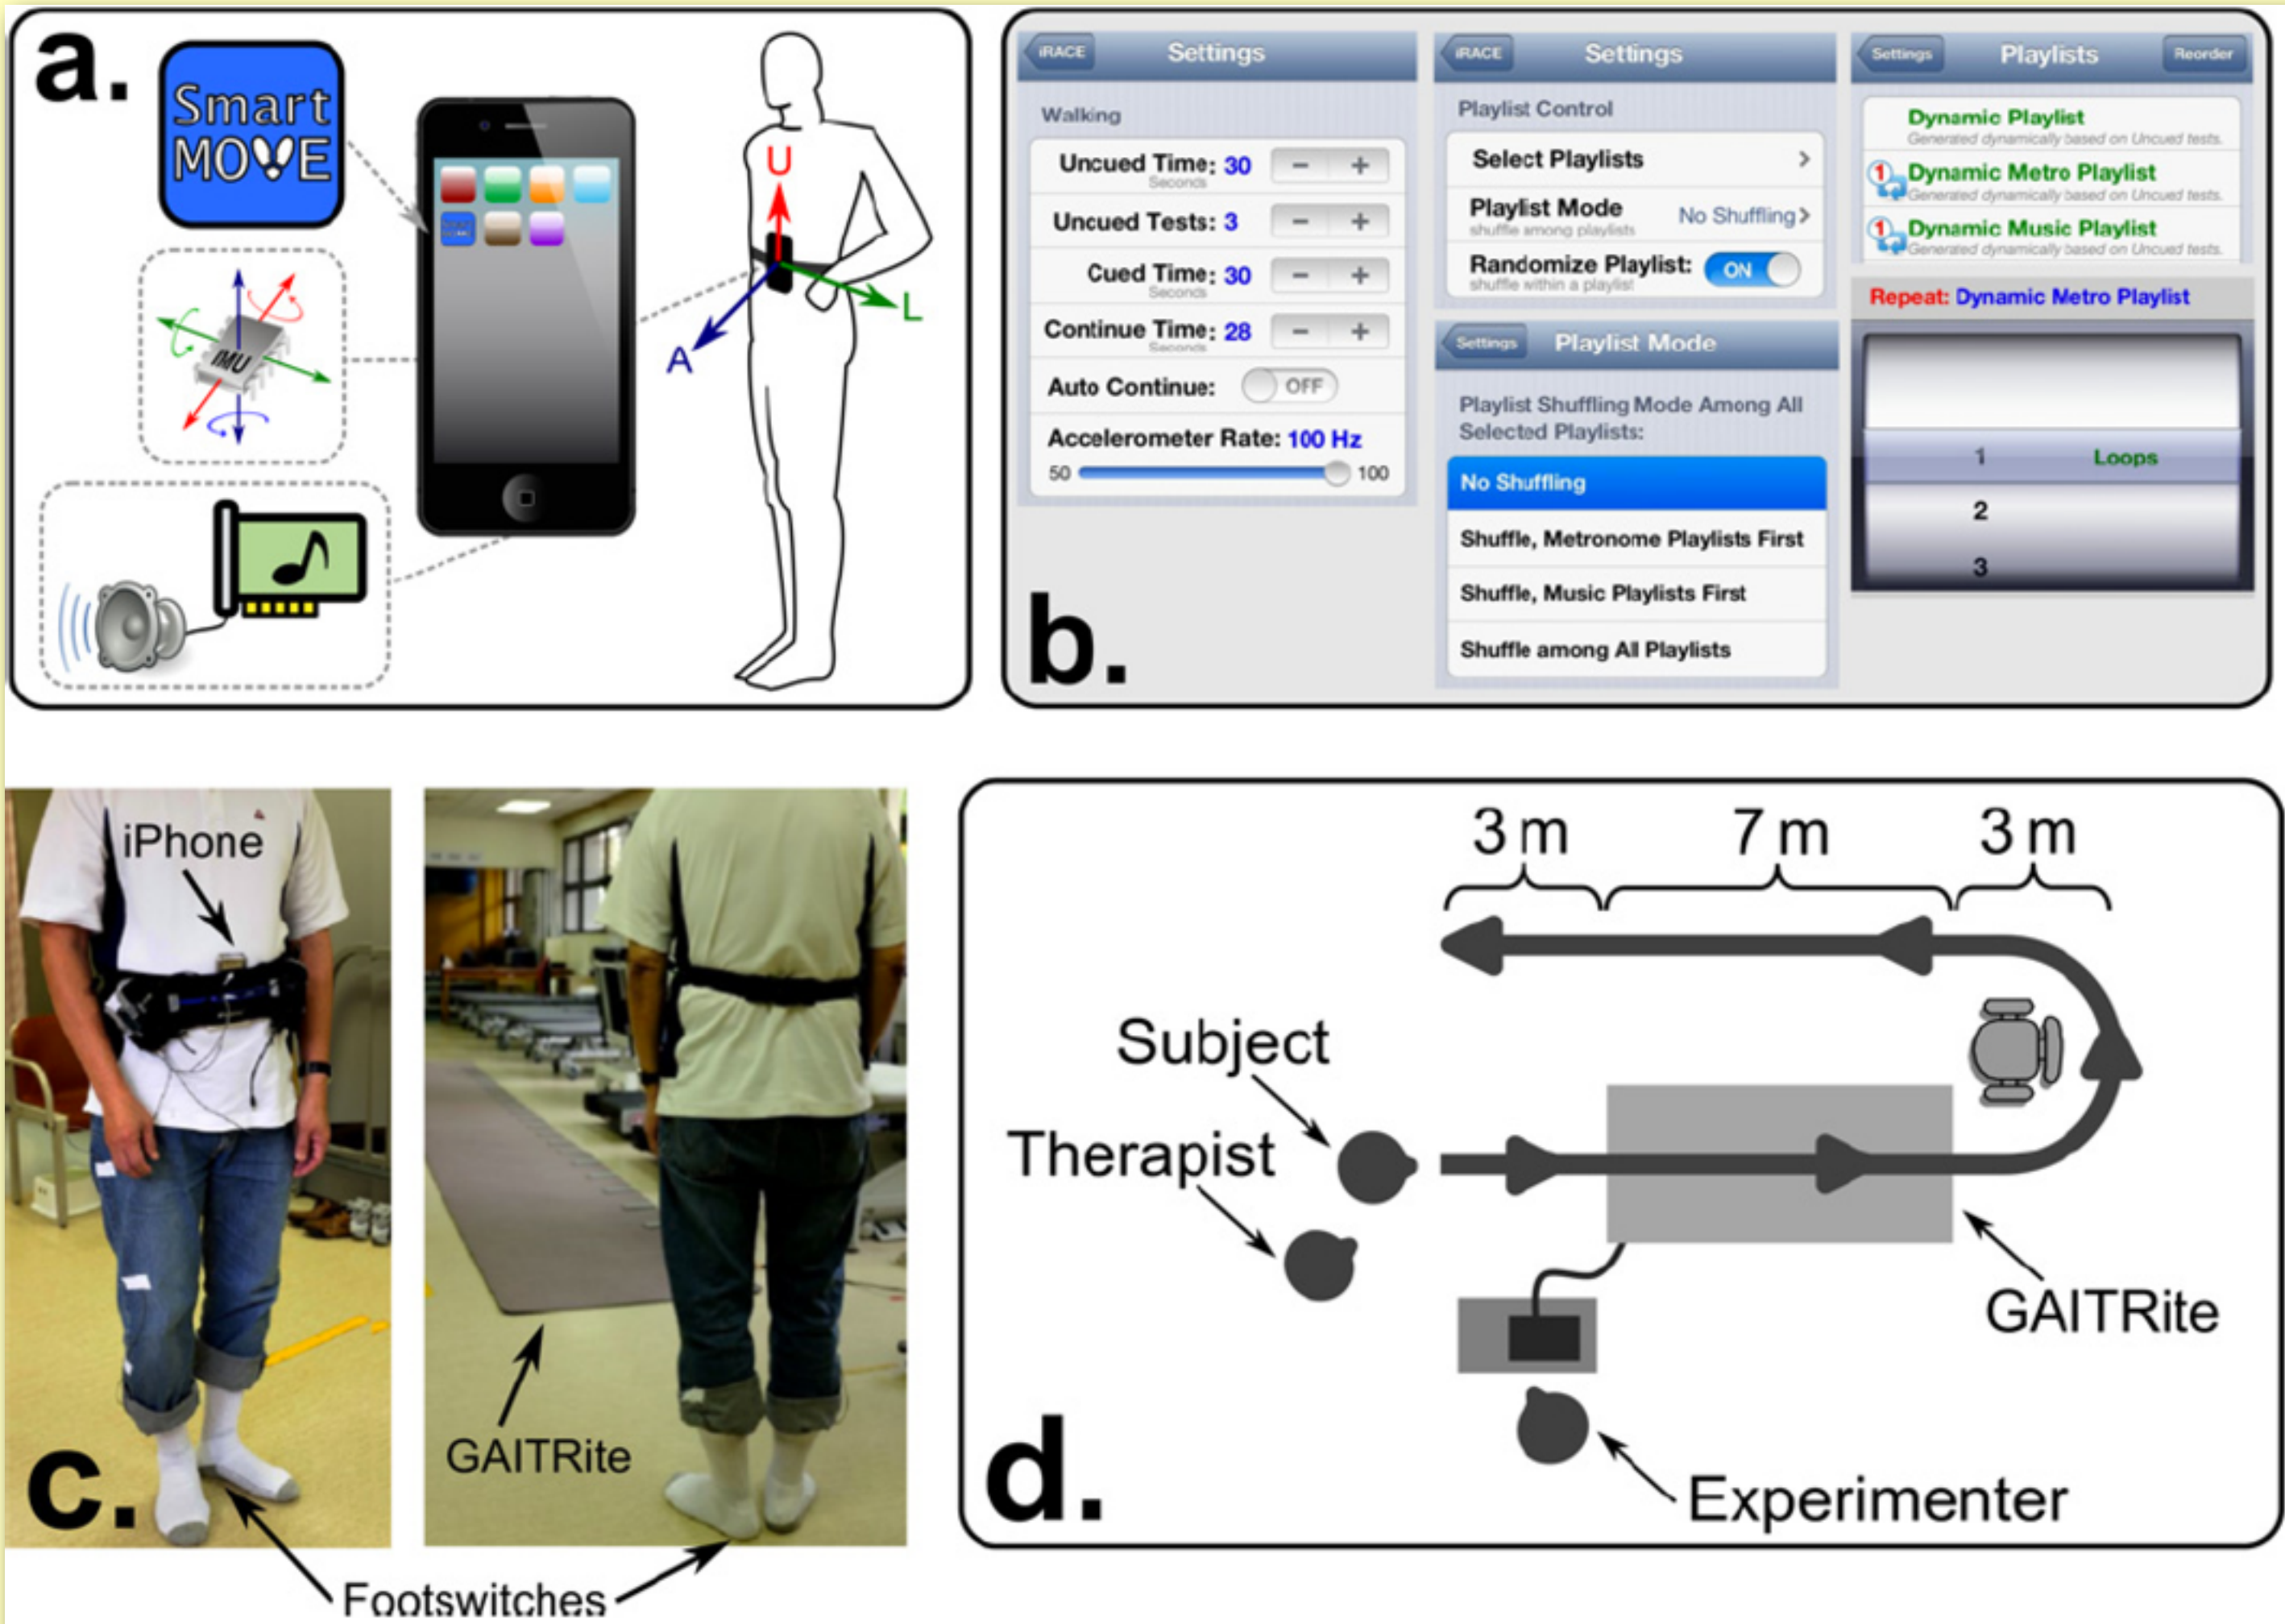 a.
Smart
MOVE
IMU
U
L
A
b.
iRACE
Settings
Walking
Uncued Time: 30
Seconds
Uncued Tests: 3
Cued Time: 30
Seconds
Continue Time: 28
Seconds
Auto Continue: OFF
Accelerometer Rate: 100 Hz
50 100
iRACE
Settings
Playlist Control
Select Playlists
Playlist Mode No Shuffling
shuffle among playlists
Randomize Playlist: ON
shuffle within a playlist
Settings
Playlist Mode
Playlist Shuffling Mode Among All
Selected Playlists:
No Shuffling
Shuffle, Metronome Playlists First
Shuffle, Music Playlists First
Shuffle among All Playlists
Settings
Playlists
Reorder
Dynamic Playlist
Generated dynamically based on Uncued tests.
1 Dynamic Metro Playlist
Generated dynamically based on Uncued tests.
1 Dynamic Music Playlist
Generated dynamically based on Uncued tests.
Repeat: Dynamic Metro Playlist
1 Loops
2
3
c.
iPhone
GAITRite
Footswitches
d.
3 m 7 m 3 m
Subject
Therapist
GAITRite
Experimenter